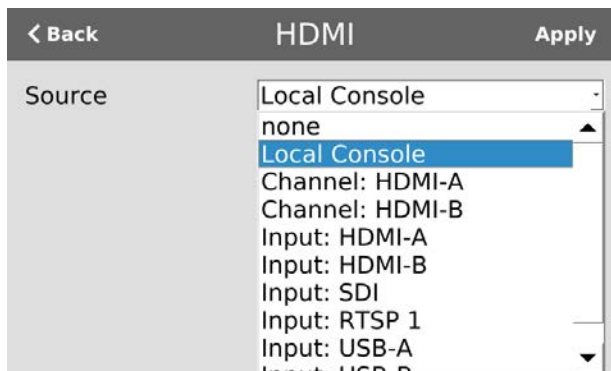 < Back HDMI Apply
Source Local Console
none
Local Console
Channel: HDMI-A
Channel: HDMI-B
Input: HDMI-A
Input: HDMI-B
Input: SDI
Input: RTSP 1
Input: USB-A